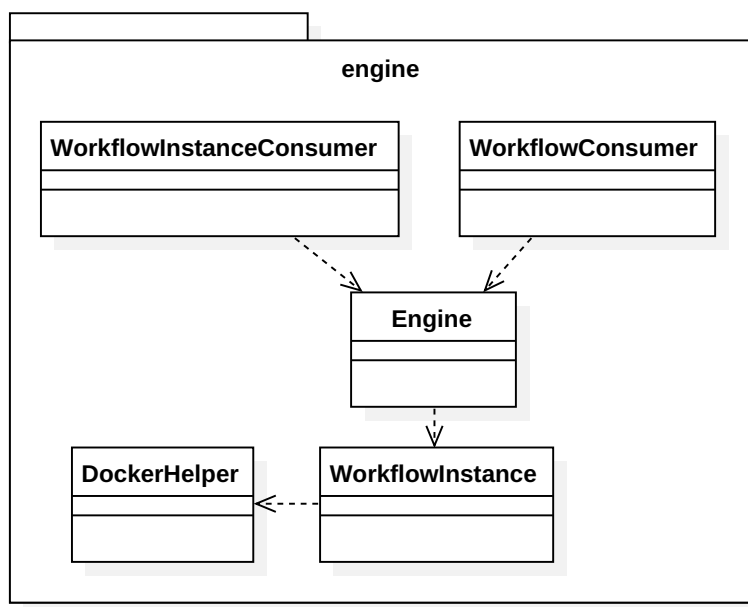 engine
WorkflowInstanceConsumer
WorkflowConsumer
Engine
DockerHelper
WorkflowInstance